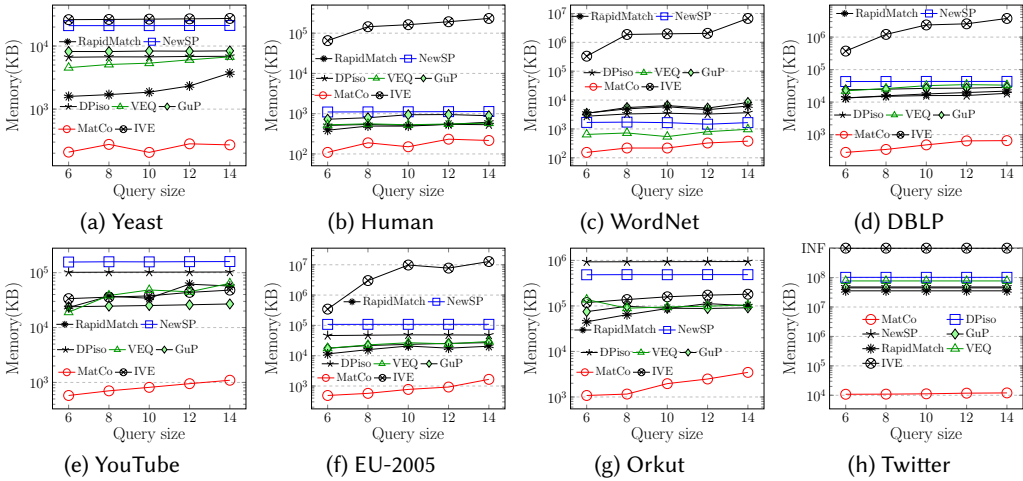 Memory(KB)
10^4
10^3
RapidMatch NewSP
DPiso VEQ GuP
MatCo IVE
6 8 10 12 14
Query size
(a) Yeast
Memory(KB)
10^5
10^4
10^3
10^2
RapidMatch NewSP
DPiso VEQ GuP
MatCo IVE
6 8 10 12 14
Query size
(b) Human
Memory(KB)
10^7
10^6
10^5
10^4
10^3
10^2
RapidMatch NewSP
DPiso VEQ GuP
MatCo IVE
6 8 10 12 14
Query size
(c) WordNet
Memory(KB)
10^6
10^5
10^4
10^3
RapidMatch NewSP
DPiso VEQ GuP
MatCo IVE
6 8 10 12 14
Query size
(d) DBLP
Memory(KB)
10^5
10^4
10^3
RapidMatch NewSP
DPiso VEQ GuP
MatCo IVE
6 8 10 12 14
Query size
(e) YouTube
Memory(KB)
10^7
10^6
10^5
10^4
10^3
RapidMatch NewSP
DPiso VEQ GuP
MatCo IVE
6 8 10 12 14
Query size
(f) EU-2005
Memory(KB)
10^6
10^5
10^4
10^3
RapidMatch NewSP
DPiso VEQ GuP
MatCo IVE
6 8 10 12 14
Query size
(g) Orkut
Memory(KB)
INF
10^8
10^7
10^6
10^5
10^4
MatCo DPiso
NewSP GuP
RapidMatch VEQ
IVE
6 8 10 12 14
Query size
(h) Twitter